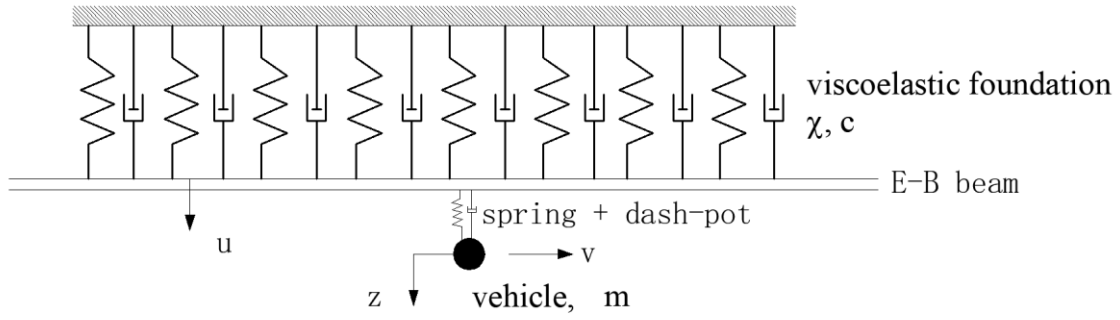 viscoelastic foundation
χ, c
E-B beam
spring + dash-pot
u
v
z
vehicle, m